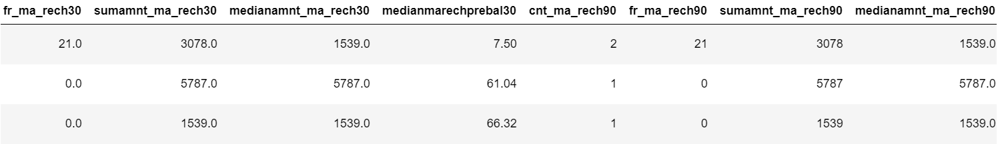 fr_ma_rech30 sumamnt_ma_rech30 medianamnt_ma_rech30 medianmarechprebal30 cnt_ma_rech90 fr_ma_rech90 sumamnt_ma_rech90 medianamnt_ma_rech90
21.0 3078.0 1539.0 7.50 2 21 3078 1539.0
0.0 5787.0 5787.0 61.04 1 0 5787 5787.0
0.0 1539.0 1539.0 66.32 1 0 1539 1539.0